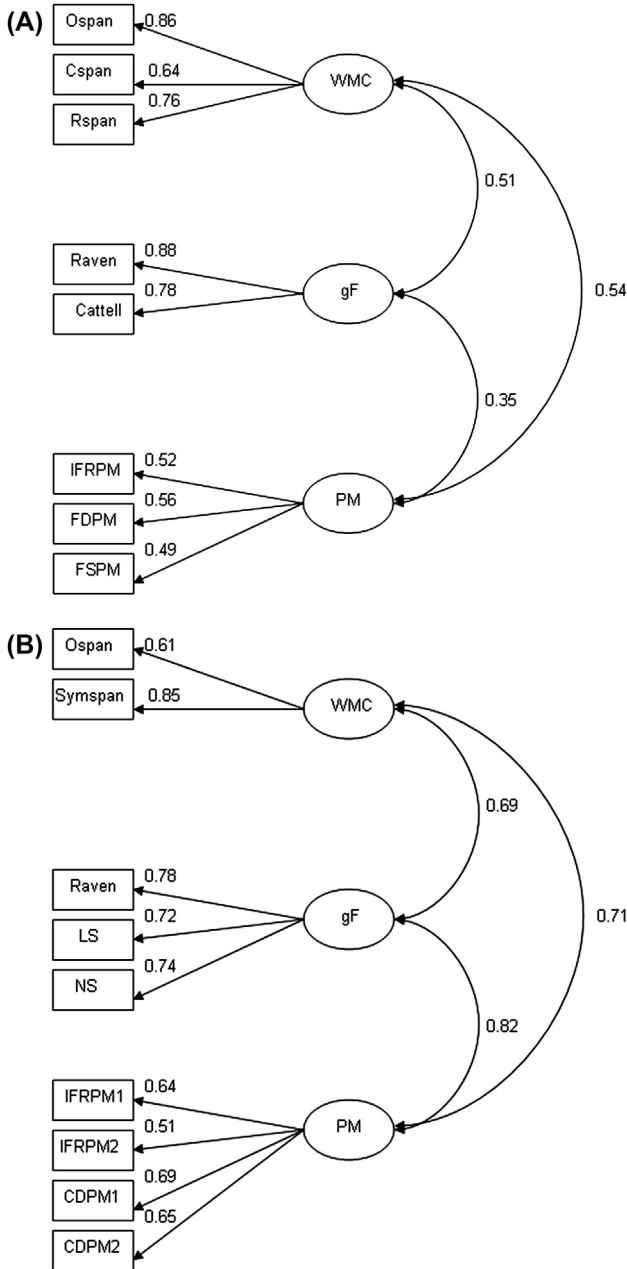 (A)
Ospan 0.86
Cspan 0.64 WMC
Rspan 0.76
0.51
Raven 0.88
Cattell 0.78 gF
0.54
0.35
IFRPM 0.52
FDPM 0.56 PM
FSPM 0.49
(B)
Ospan 0.61
Symspan 0.85 WMC
0.69
Raven 0.78
LS 0.72 gF
NS 0.74
0.71
0.82
IFRPM1 0.64
IFRPM2 0.51 PM
CDPM1 0.69
CDPM2 0.65